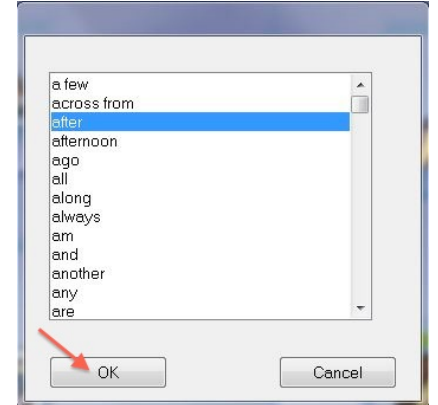 a few
across from
after
afternoon
ago
all
along
always
am
and
another
any
are
OK
Cancel